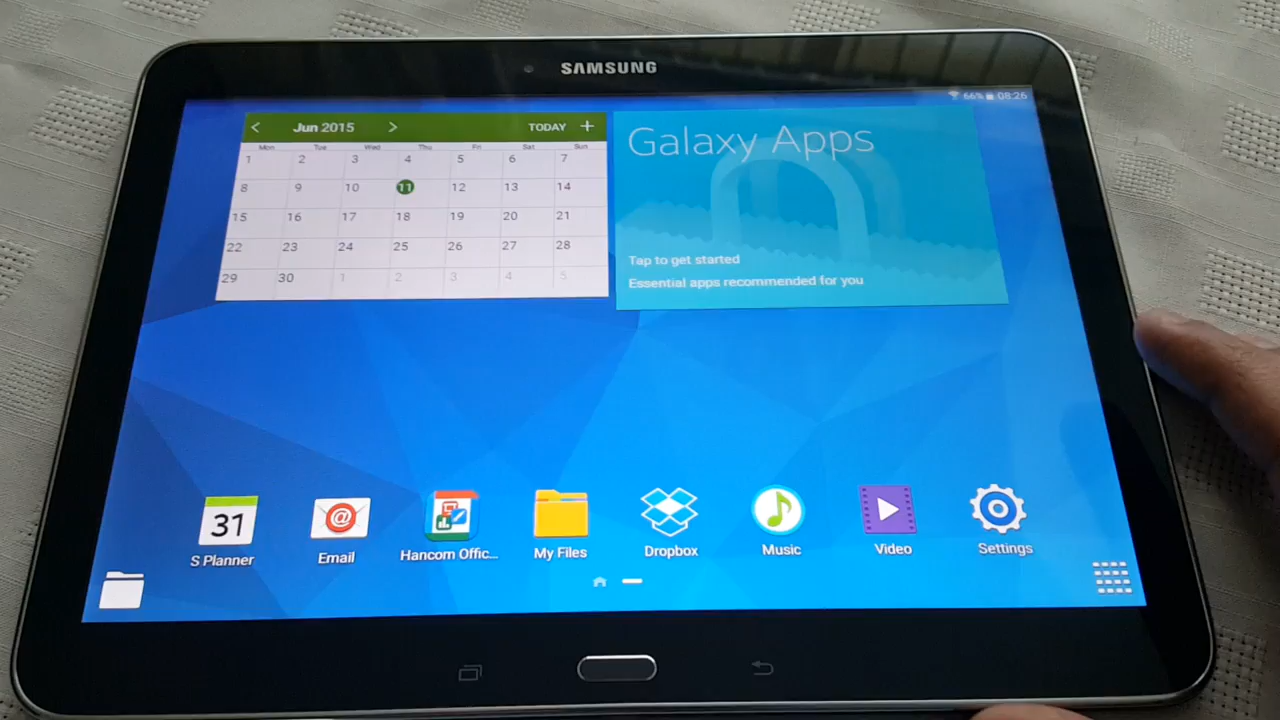 SAMSUNG
66% 08:26
< Jun 2015 > TODAY +
Mon Tue Wed Thu Fri Sat Sun
1 2 3 4 5 6 7
8 9 10 11 12 13 14
15 16 17 18 19 20 21
22 23 24 25 26 27 28
29 30 1 2 3 4 5
Galaxy Apps
Tap to get started
Essential apps recommended for you
31
S Planner
@
Email
Hancom Offic...
My Files
Dropbox
Music
Video
Settings